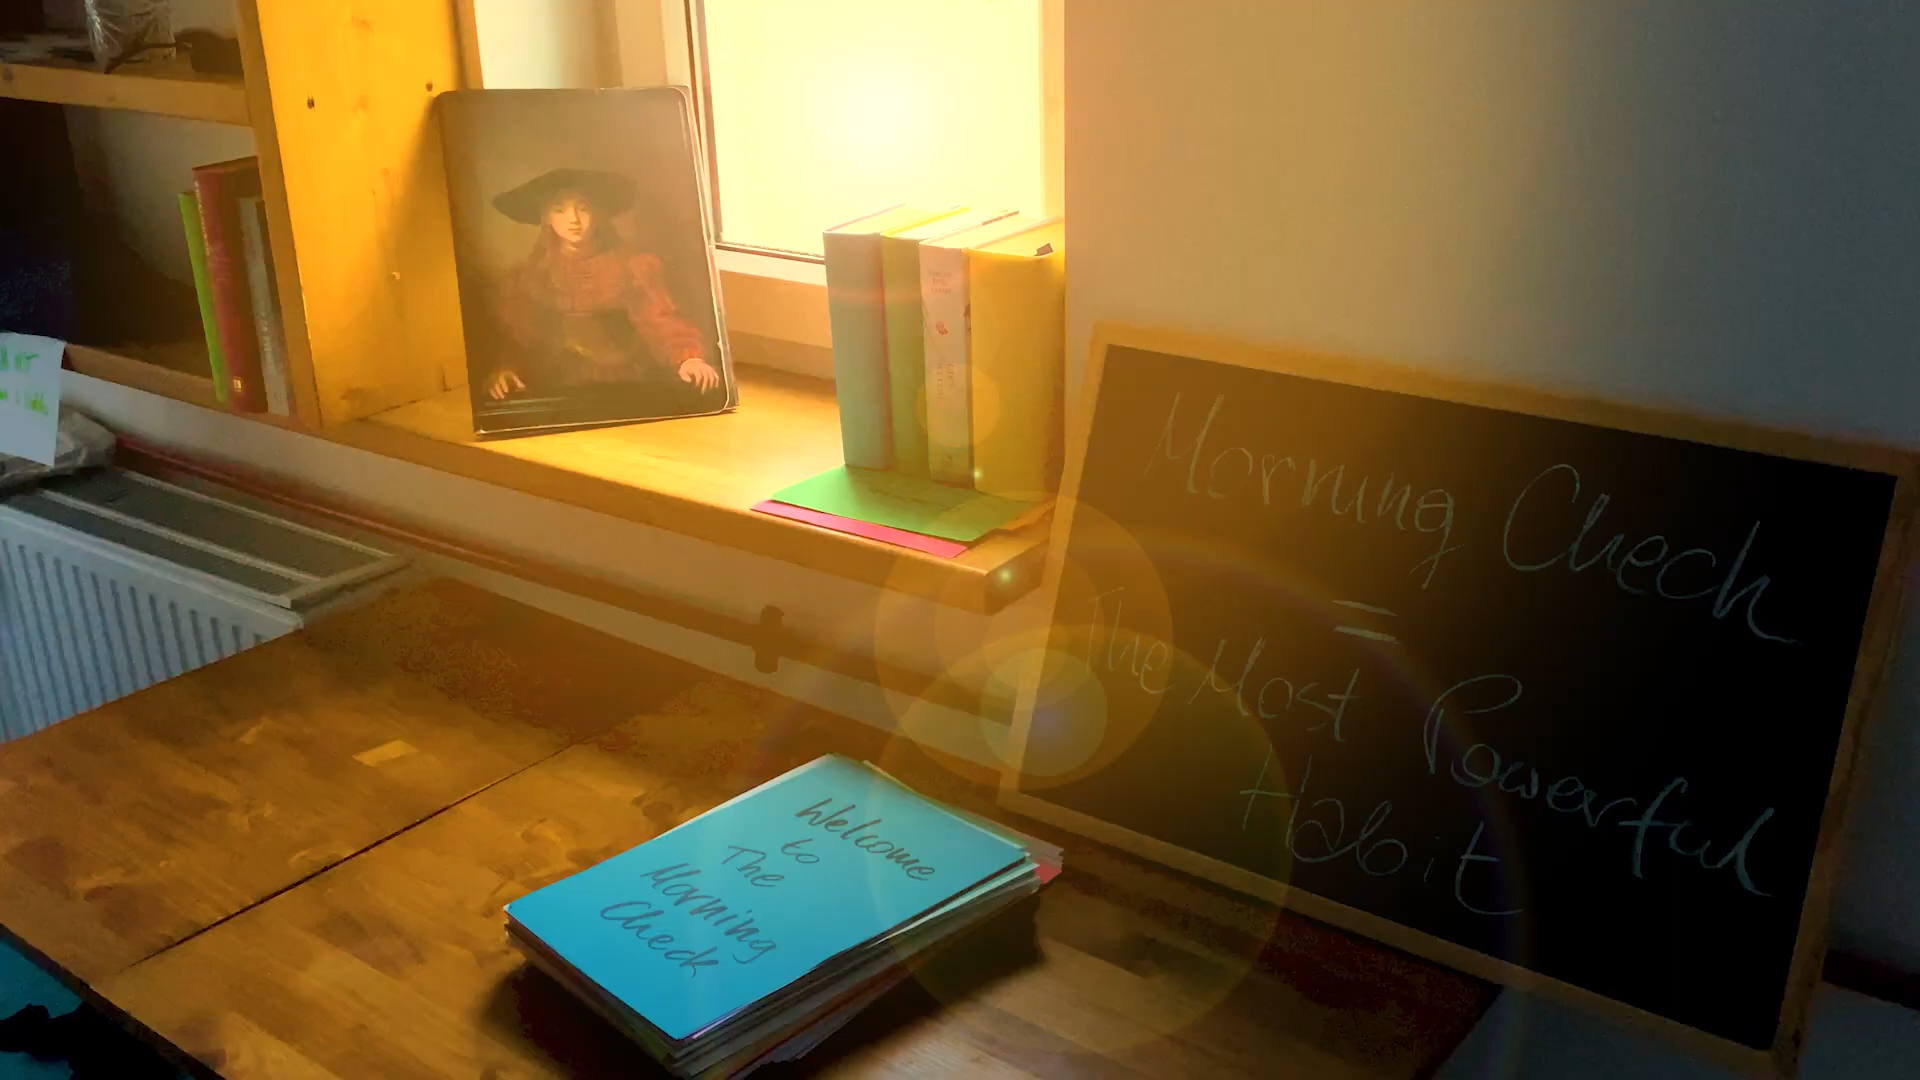 Morning Check
=
The Most Powerful
Habit
Welcome
to
The
Morning
Check